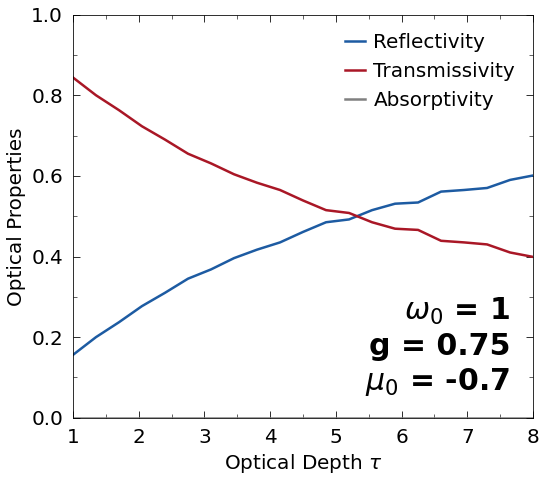 1.0
0.8
0.6
0.4
0.2
0.0
Optical Properties
Reflectivity
Transmissivity
Absorptivity
ω₀ = 1
g = 0.75
μ₀ = -0.7
1 2 3 4 5 6 7 8
Optical Depth τ